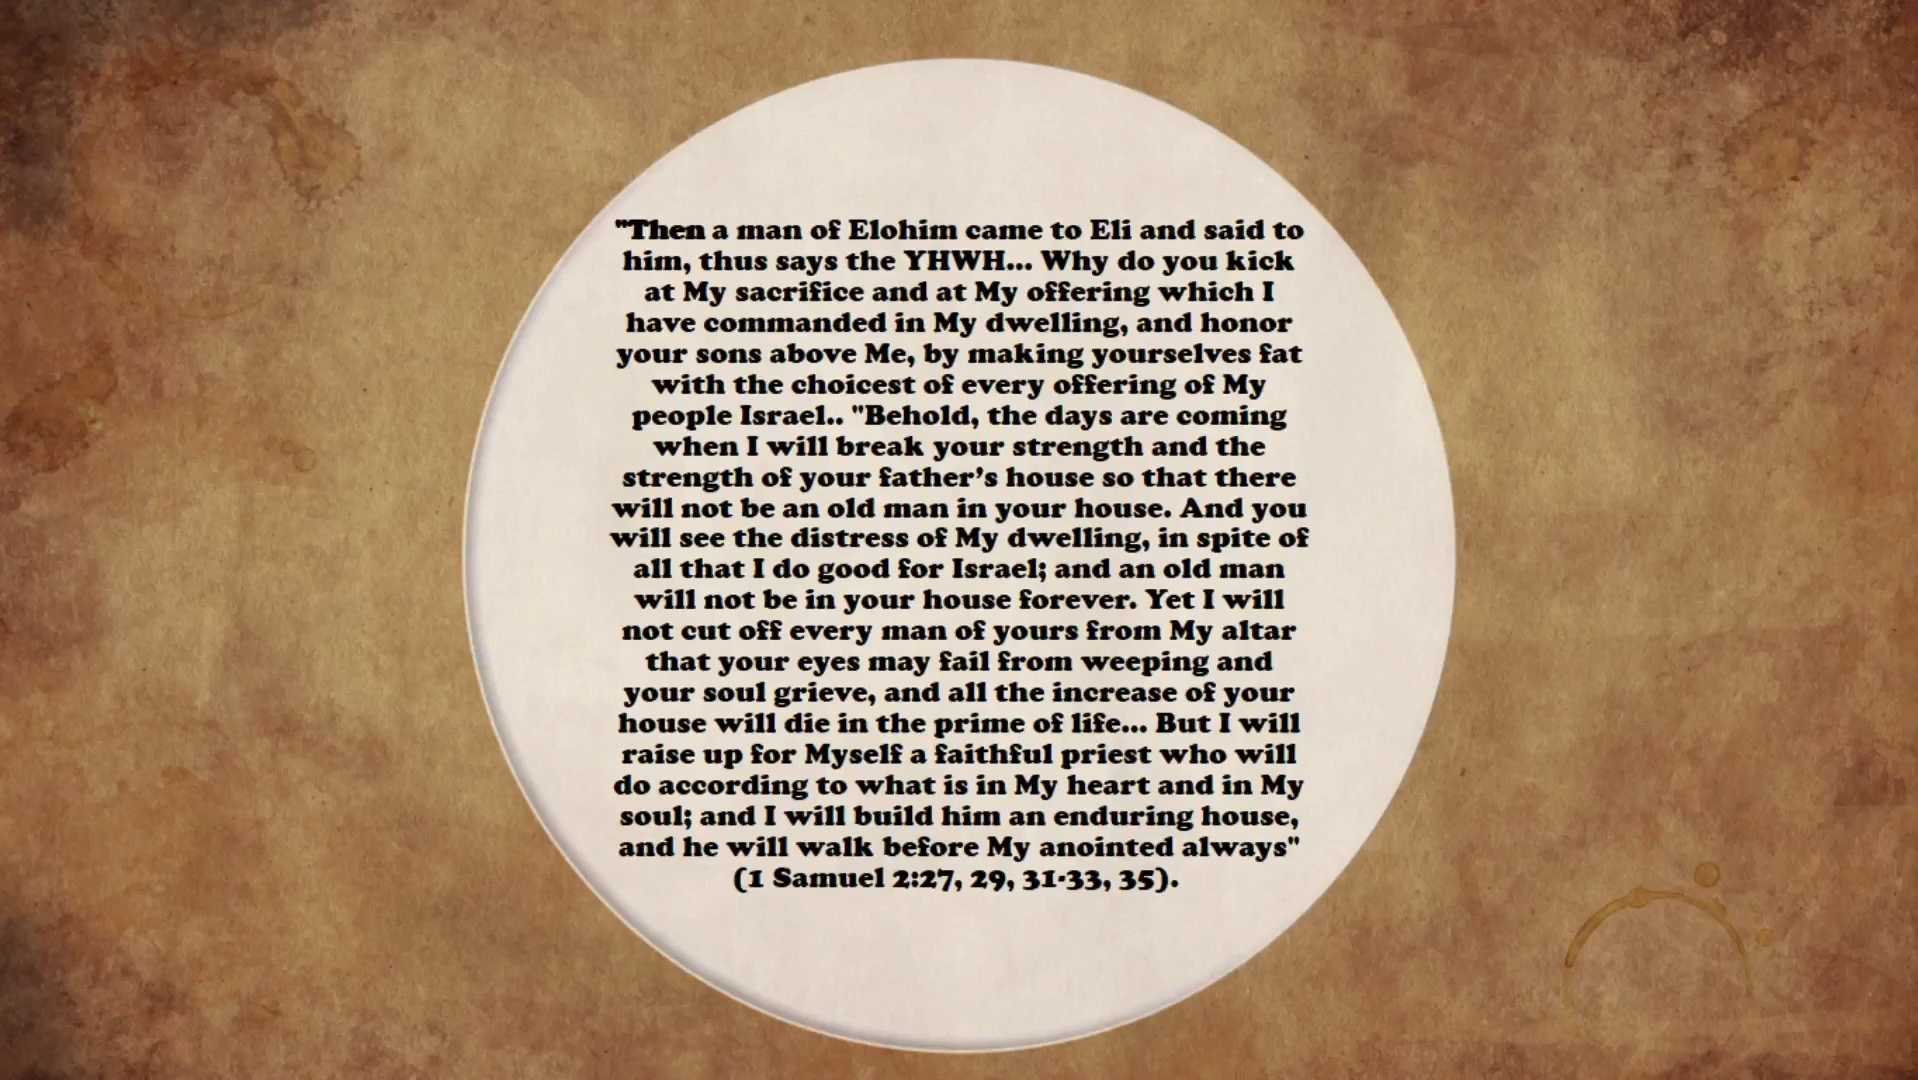 "Then a man of Elohim came to Eli and said to
him, thus says the YHWH... Why do you kick
at My sacrifice and at My offering which I
have commanded in My dwelling, and honor
your sons above Me, by making yourselves fat
with the choicest of every offering of My
people Israel.. "Behold, the days are coming
when I will break your strength and the
strength of your father's house so that there
will not be an old man in your house. And you
will see the distress of My dwelling, in spite of
all that I do good for Israel; and an old man
will not be in your house forever. Yet I will
not cut off every man of yours from My altar
that your eyes may fail from weeping and
your soul grieve, and all the increase of your
house will die in the prime of life... But I will
raise up for Myself a faithful priest who will
do according to what is in My heart and in My
soul; and I will build him an enduring house,
and he will walk before My anointed always"
(1 Samuel 2:27, 29, 31-33, 35).